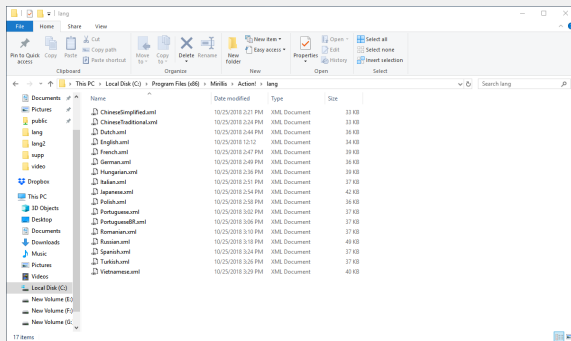 lang
File Home Share View
Pin to Quick access Copy Paste Cut Copy path Paste shortcut Move to Copy to Delete Rename New folder New item Easy access Properties Open Edit History Select all Select none Invert selection
Clipboard Organize New Open Select
This PC > Local Disk (C:) > Program Files (x86) > Mirillis > Action! > lang Search lang
Name Date modified Type Size
Documents
Pictures
public
lang
lang2
supp
video
Dropbox
This PC
3D Objects
Desktop
Documents
Downloads
Music
Pictures
Videos
Local Disk (C:)
New Volume (E:)
New Volume (F:)
New Volume (G:
ChineseSimplified.xml 10/25/2018 2:21 PM XML Document 33 KB
ChineseTraditional.xml 10/25/2018 2:24 PM XML Document 33 KB
Dutch.xml 10/25/2018 2:44 PM XML Document 36 KB
English.xml 10/25/2018 12:12 XML Document 34 KB
French.xml 10/25/2018 2:47 PM XML Document 39 KB
German.xml 10/25/2018 2:49 PM XML Document 36 KB
Hungarian.xml 10/25/2018 2:36 PM XML Document 39 KB
Italian.xml 10/25/2018 2:51 PM XML Document 37 KB
Japanese.xml 10/25/2018 2:54 PM XML Document 42 KB
Polish.xml 10/25/2018 2:58 PM XML Document 36 KB
Portuguese.xml 10/25/2018 3:02 PM XML Document 37 KB
PortugueseBR.xml 10/25/2018 3:06 PM XML Document 37 KB
Romanian.xml 10/25/2018 3:10 PM XML Document 37 KB
Russian.xml 10/25/2018 3:18 PM XML Document 49 KB
Spanish.xml 10/25/2018 3:24 PM XML Document 37 KB
Turkish.xml 10/25/2018 3:26 PM XML Document 37 KB
Vietnamese.xml 10/25/2018 3:29 PM XML Document 40 KB
17 items